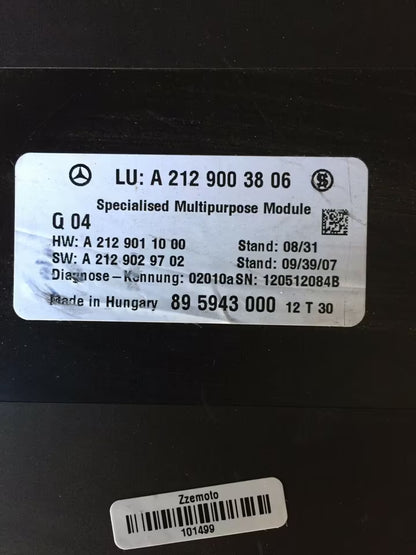 LU: A 212 900 38 06
Specialised Multipurpose Module
Q 04
HW: A 212 901 10 00 Stand: 08/31
SW: A 212 902 97 02 Stand: 09/39/07
Diagnose-Kennung: 02010a SN: 120512084B
Made in Hungary 89 5943 000 12 T 30
Zzemoto
101499